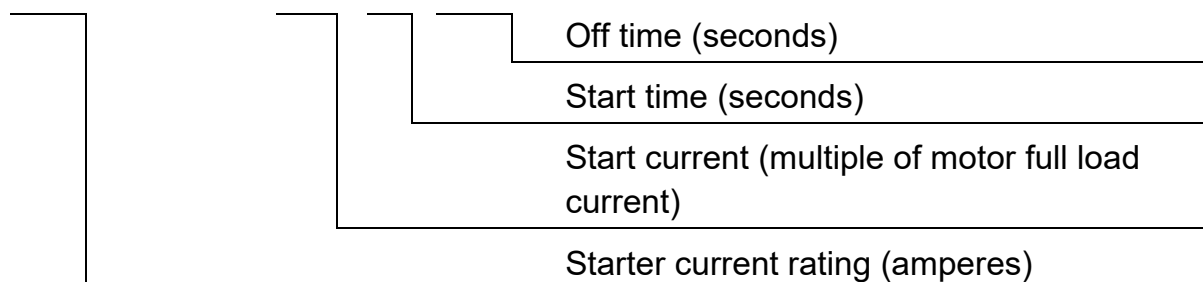 Off time (seconds)
Start time (seconds)
Start current (multiple of motor full load
current)
Starter current rating (amperes)